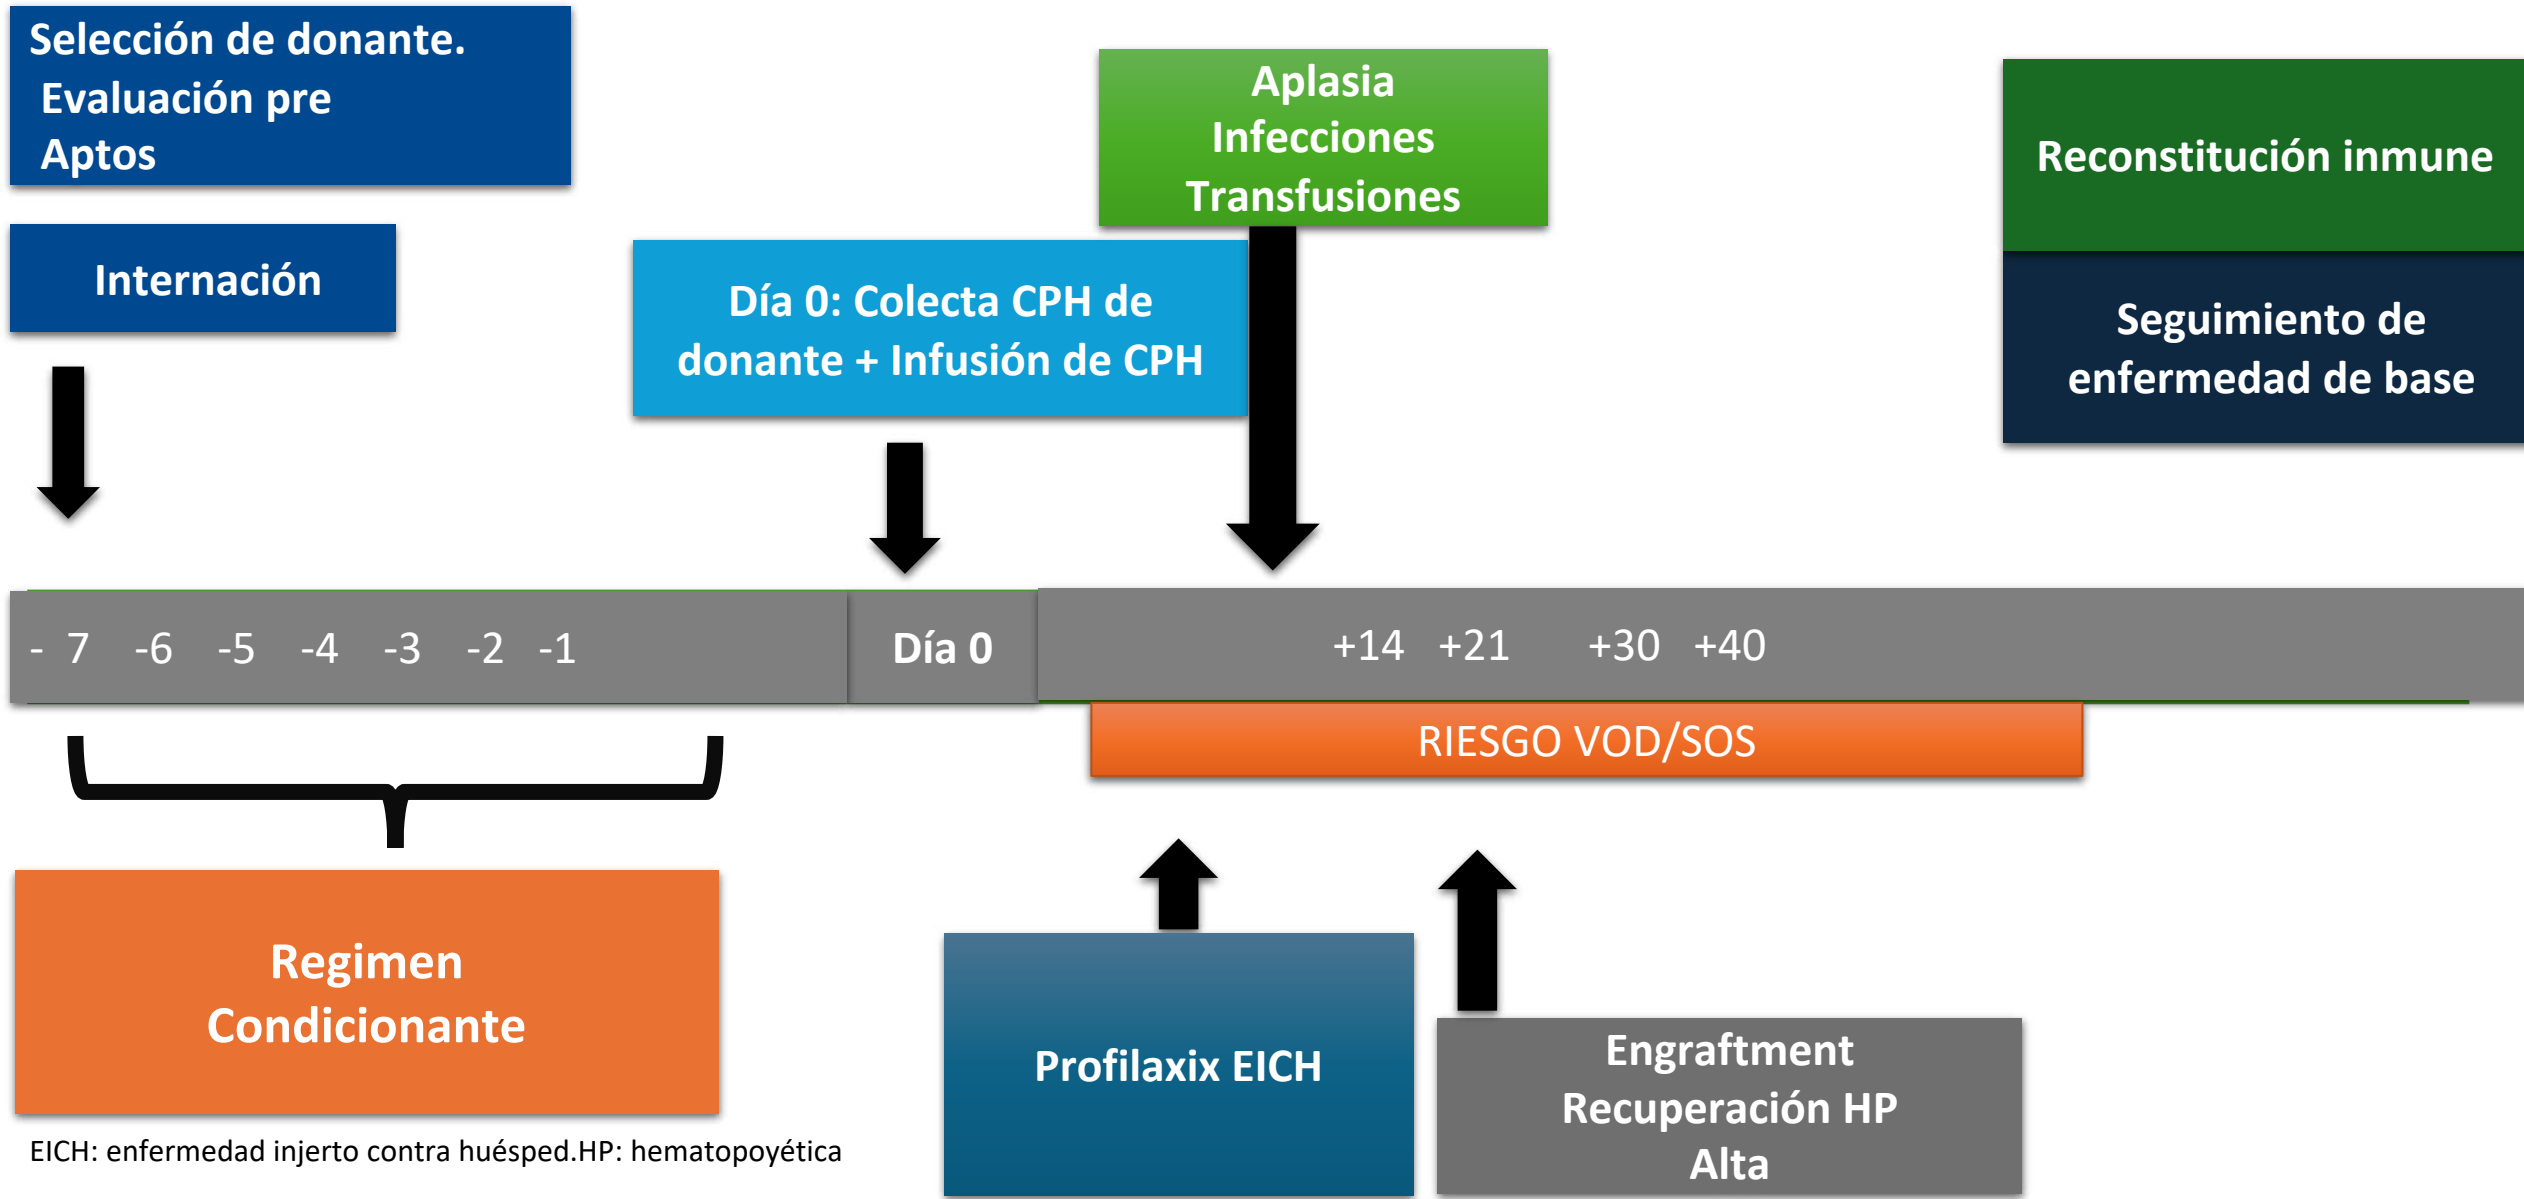 Selección de donante.
Evaluación pre
Aptos
Internación
Día 0: Colecta CPH de
donante + Infusión de CPH
Aplasia
Infecciones
Transfusiones
Reconstitución inmune
Seguimiento de
enfermedad de base
- 7 -6 -5 -4 -3 -2 -1 Día 0 +14 +21 +30 +40
RIESGO VOD/SOS
Regimen
Condicionante
Profilaxix EICH
Engraftment
Recuperación HP
Alta
EICH: enfermedad injerto contra huésped.HP: hematopoyética